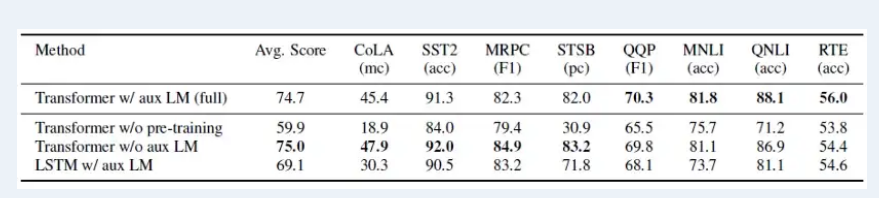 Method Avg. Score CoLA SST2 MRPC STSB QQP MNLI QNLI RTE
(mc) (acc) (F1) (pc) (F1) (acc) (acc) (acc)
Transformer w/ aux LM (full) 74.7 45.4 91.3 82.3 82.0 70.3 81.8 88.1 56.0
Transformer w/o pre-training 59.9 18.9 84.0 79.4 30.9 65.5 75.7 71.2 53.8
Transformer w/o aux LM 75.0 47.9 92.0 84.9 83.2 69.8 81.1 86.9 54.4
LSTM w/ aux LM 69.1 30.3 90.5 83.2 71.8 68.1 73.7 81.1 54.6